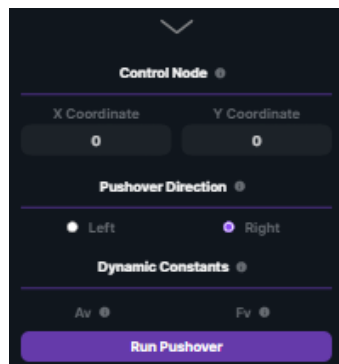 Control Node
X Coordinate Y Coordinate
0 0
Pushover Direction
Left Right
Dynamic Constants
Av Fv
Run Pushover